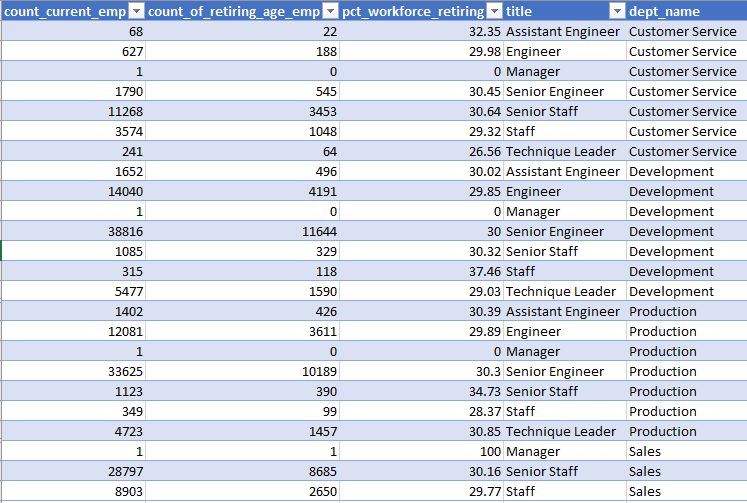 count_current_emp count_of_retiring_age_emp pct_workforce_retiring title dept_name
68 22 32.35 Assistant Engineer Customer Service
627 188 29.98 Engineer Customer Service
1 0 0 Manager Customer Service
1790 545 30.45 Senior Engineer Customer Service
11268 3453 30.64 Senior Staff Customer Service
3574 1048 29.32 Staff Customer Service
241 64 26.56 Technique Leader Customer Service
1652 496 30.02 Assistant Engineer Development
14040 4191 29.85 Engineer Development
1 0 0 Manager Development
38816 11644 30 Senior Engineer Development
1085 329 30.32 Senior Staff Development
315 118 37.46 Staff Development
5477 1590 29.03 Technique Leader Development
1402 426 30.39 Assistant Engineer Production
12081 3611 29.89 Engineer Production
1 0 0 Manager Production
33625 10189 30.3 Senior Engineer Production
1123 390 34.73 Senior Staff Production
349 99 28.37 Staff Production
4723 1457 30.85 Technique Leader Production
1 1 100 Manager Sales
28797 8685 30.16 Senior Staff Sales
8903 2650 29.77 Staff Sales